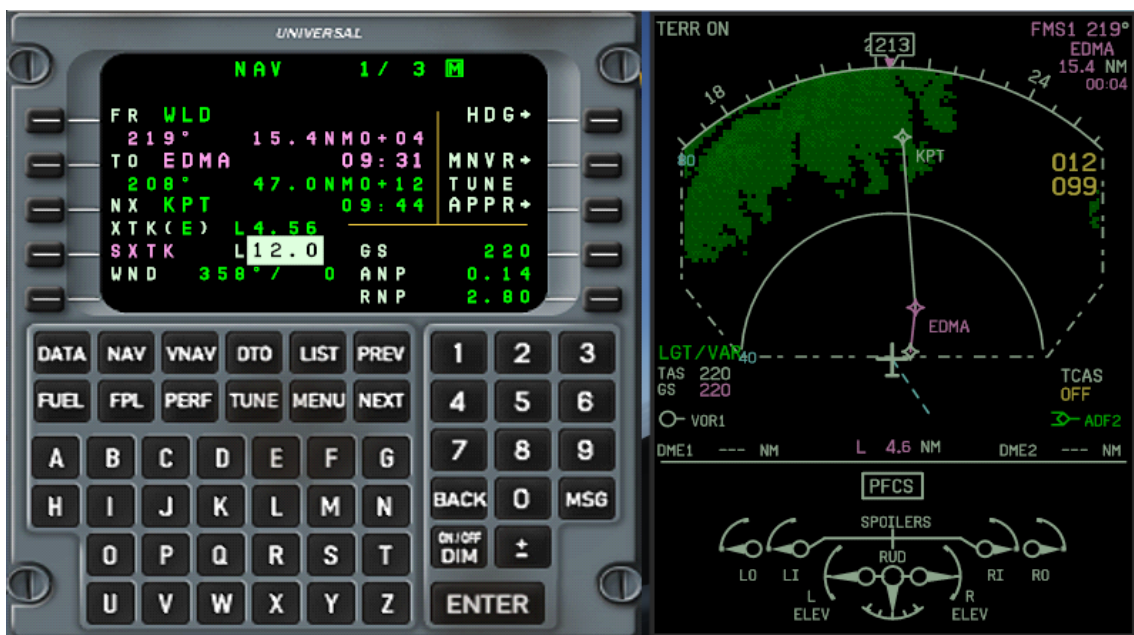 UNIVERSAL
NAV 1/ 3 M
FR WLD HDG➔
219° 15.4NM0+04
TO EDMA 09:31 MNVR➔
208° 47.0NM0+12 TUNE
NX KPT 09:44 APPR➔
XTK(E) L4.56
SXTK L12.0 GS 220
WND 358°/ 0 ANP 0.14
RNP 2.80
DATA NAV VNAV DTO LIST PREV 1 2 3
FUEL FPL PERF TUNE MENU NEXT 4 5 6
A B C D E F G 7 8 9
H I J K L M N BACK 0 MSG
O P Q R S T ON/OFF DIM ±
U V W X Y Z ENTER
TERR ON FMS1 219°
213 EDMA
15.4 NM
18 24 00:04
80 KPT 012
099
EDMA
LGT/VAR 40
TAS 220 TCAS
GS 220 OFF
VOR1 ADF2
DME1 --- NM L 4.6 NM DME2 --- NM
PFCS
SPOILERS
RUD
LO LI RI RO
L R
ELEV ELEV